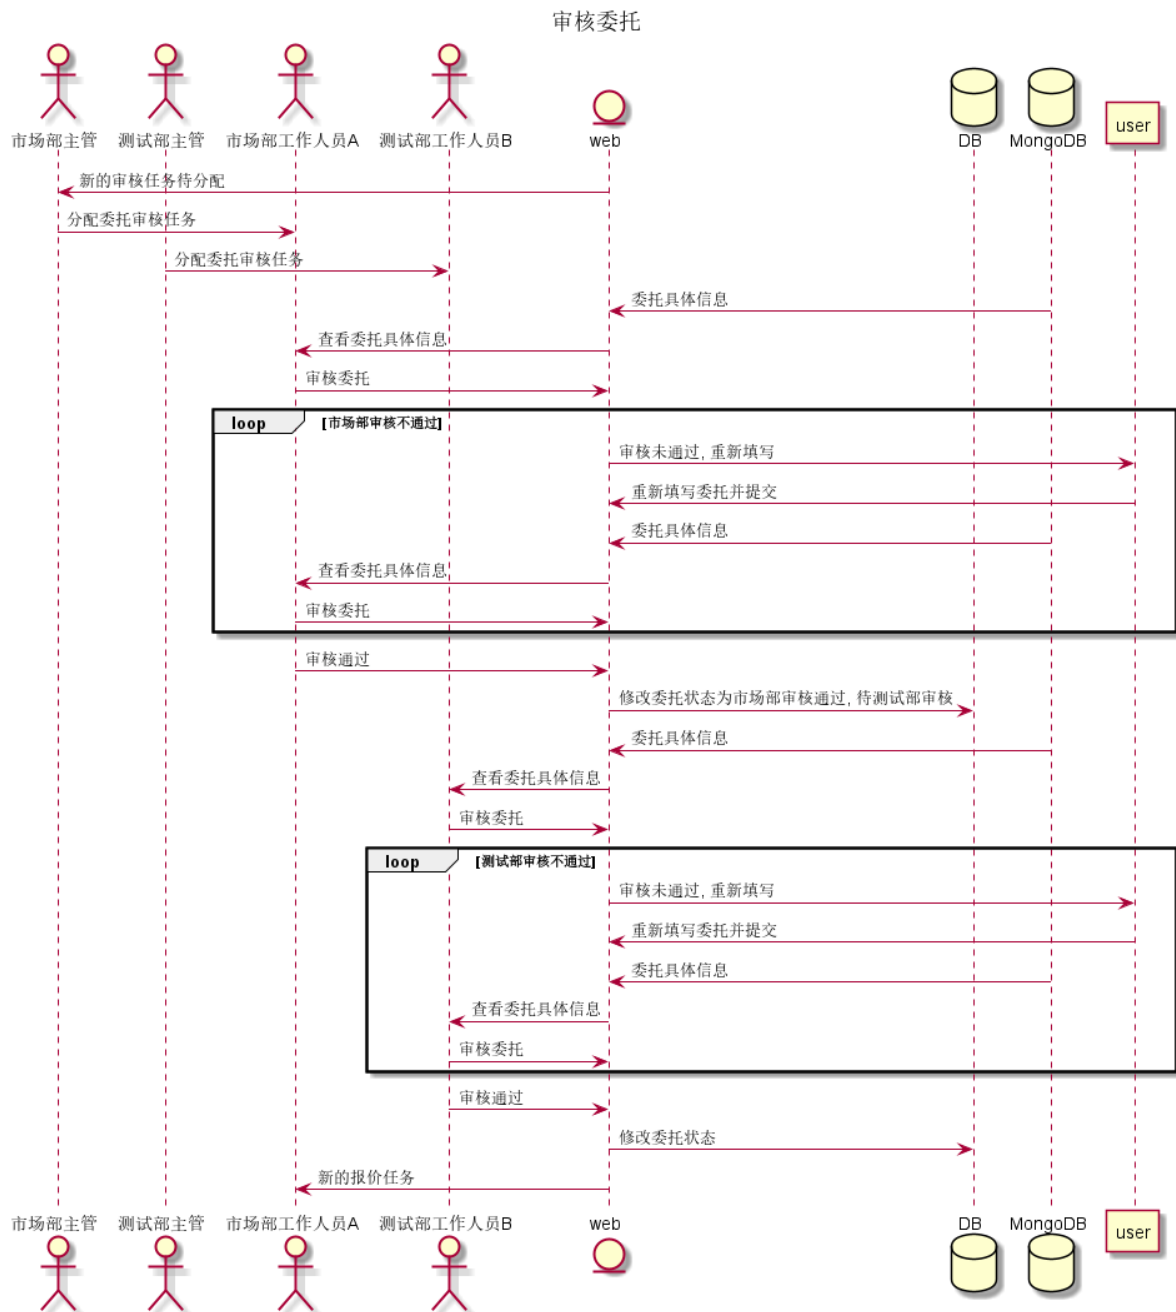 审核委托
市场部主管
测试部主管
市场部工作人员A
测试部工作人员B
web
DB
MongoDB
user
新的审核任务待分配
分配委托审核任务
分配委托审核任务
委托具体信息
查看委托具体信息
审核委托
loop
[市场部审核不通过]
审核未通过, 重新填写
重新填写委托并提交
委托具体信息
查看委托具体信息
审核委托
审核通过
修改委托状态为市场部审核通过, 待测试部审核
委托具体信息
查看委托具体信息
审核委托
loop
[测试部审核不通过]
审核未通过, 重新填写
重新填写委托并提交
委托具体信息
查看委托具体信息
审核委托
审核通过
修改委托状态
新的报价任务
市场部主管
测试部主管
市场部工作人员A
测试部工作人员B
web
DB
MongoDB
user